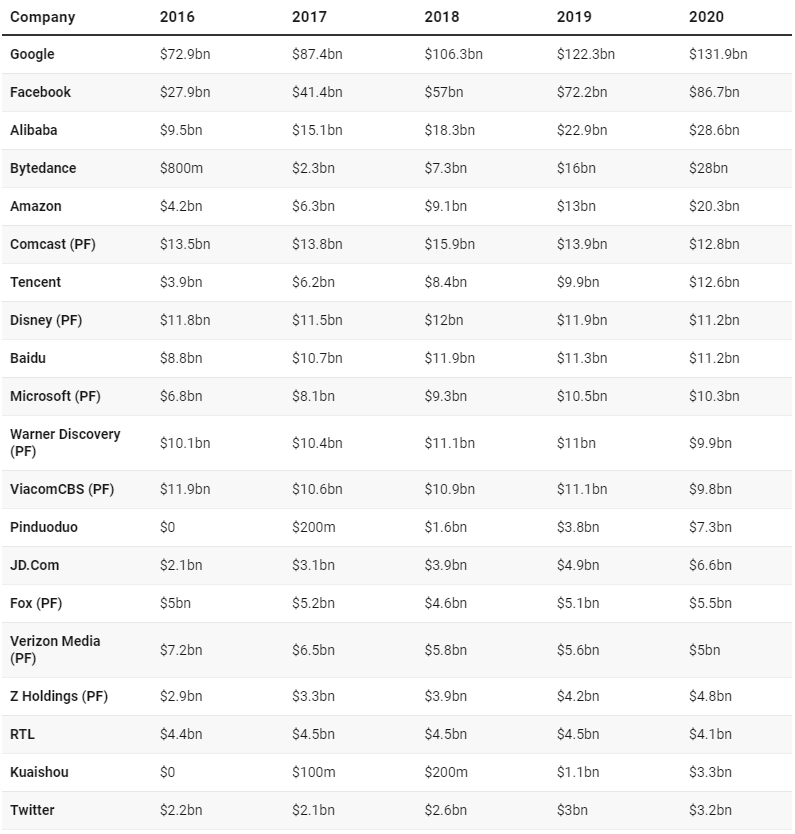 Company 2016 2017 2018 2019 2020
Google $72.9bn $87.4bn $106.3bn $122.3bn $131.9bn
Facebook $27.9bn $41.4bn $57bn $72.2bn $86.7bn
Alibaba $9.5bn $15.1bn $18.3bn $22.9bn $28.6bn
Bytedance $800m $2.3bn $7.3bn $16bn $28bn
Amazon $4.2bn $6.3bn $9.1bn $13bn $20.3bn
Comcast (PF) $13.5bn $13.8bn $15.9bn $13.9bn $12.8bn
Tencent $3.9bn $6.2bn $8.4bn $9.9bn $12.6bn
Disney (PF) $11.8bn $11.5bn $12bn $11.9bn $11.2bn
Baidu $8.8bn $10.7bn $11.9bn $11.3bn $11.2bn
Microsoft (PF) $6.8bn $8.1bn $9.3bn $10.5bn $10.3bn
Warner Discovery
(PF) $10.1bn $10.4bn $11.1bn $11bn $9.9bn
ViacomCBS (PF) $11.9bn $10.6bn $10.9bn $11.1bn $9.8bn
Pinduoduo $0 $200m $1.6bn $3.8bn $7.3bn
JD.Com $2.1bn $3.1bn $3.9bn $4.9bn $6.6bn
Fox (PF) $5bn $5.2bn $4.6bn $5.1bn $5.5bn
Verizon Media
(PF) $7.2bn $6.5bn $5.8bn $5.6bn $5bn
Z Holdings (PF) $2.9bn $3.3bn $3.9bn $4.2bn $4.8bn
RTL $4.4bn $4.5bn $4.5bn $4.5bn $4.1bn
Kuaishou $0 $100m $200m $1.1bn $3.3bn
Twitter $2.2bn $2.1bn $2.6bn $3bn $3.2bn